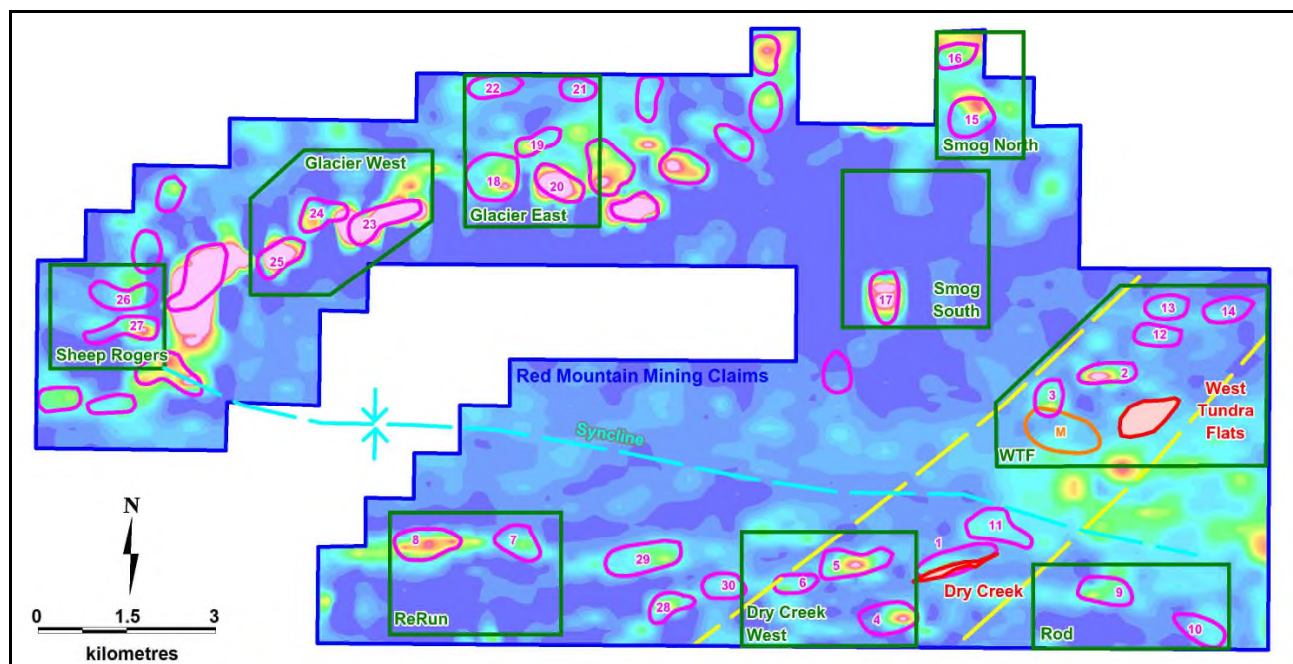 16
22
21
15
Smog North
19
Glacier West
18
20
Glacier East
24
23
25
26
17
Smog
South
13
14
27
12
Sheep Rogers
Red Mountain Mining Claims
2
West
Tundra
Flats
3
M
Syncline
WTF
N
11
8
7
1
29
5
30
6
Dry Creek
9
28
Dry Creek
West
4
ReRun
10
Rod
0 1.5 3
kilometres